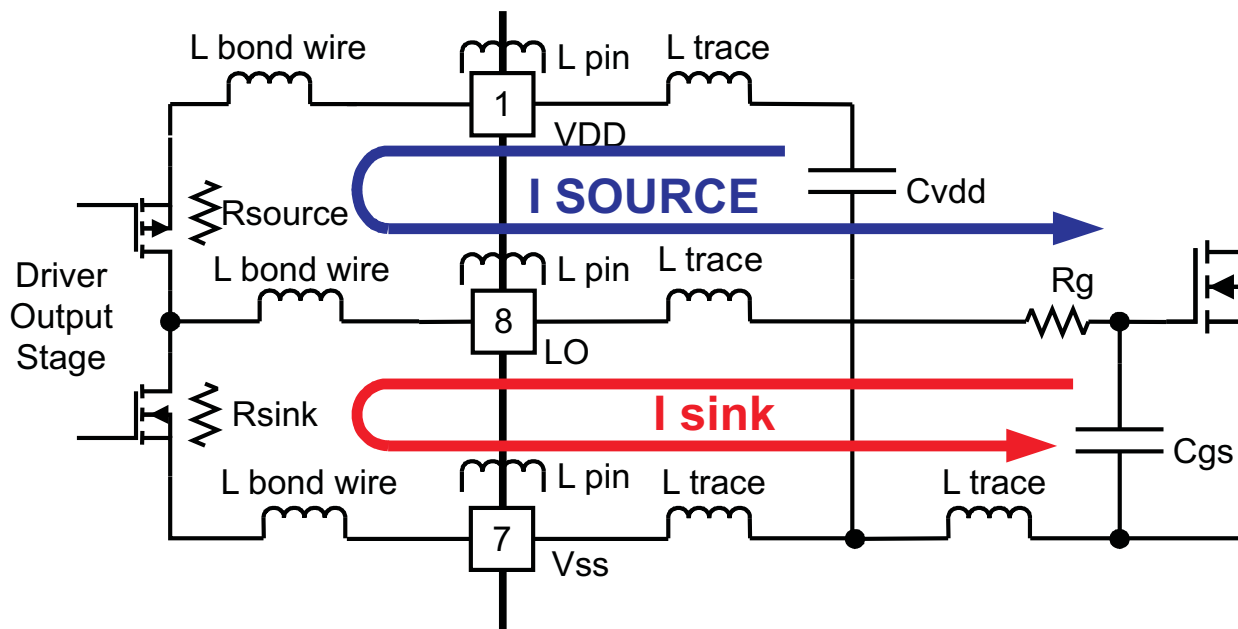 L bond wire
L pin
L trace
1
VDD
I SOURCE
Cvdd
Rsource
L bond wire
L pin
L trace
Driver
Output
Stage
Rg
8
LO
I sink
Rsink
Cgs
L bond wire
L pin
L trace
L trace
7
Vss